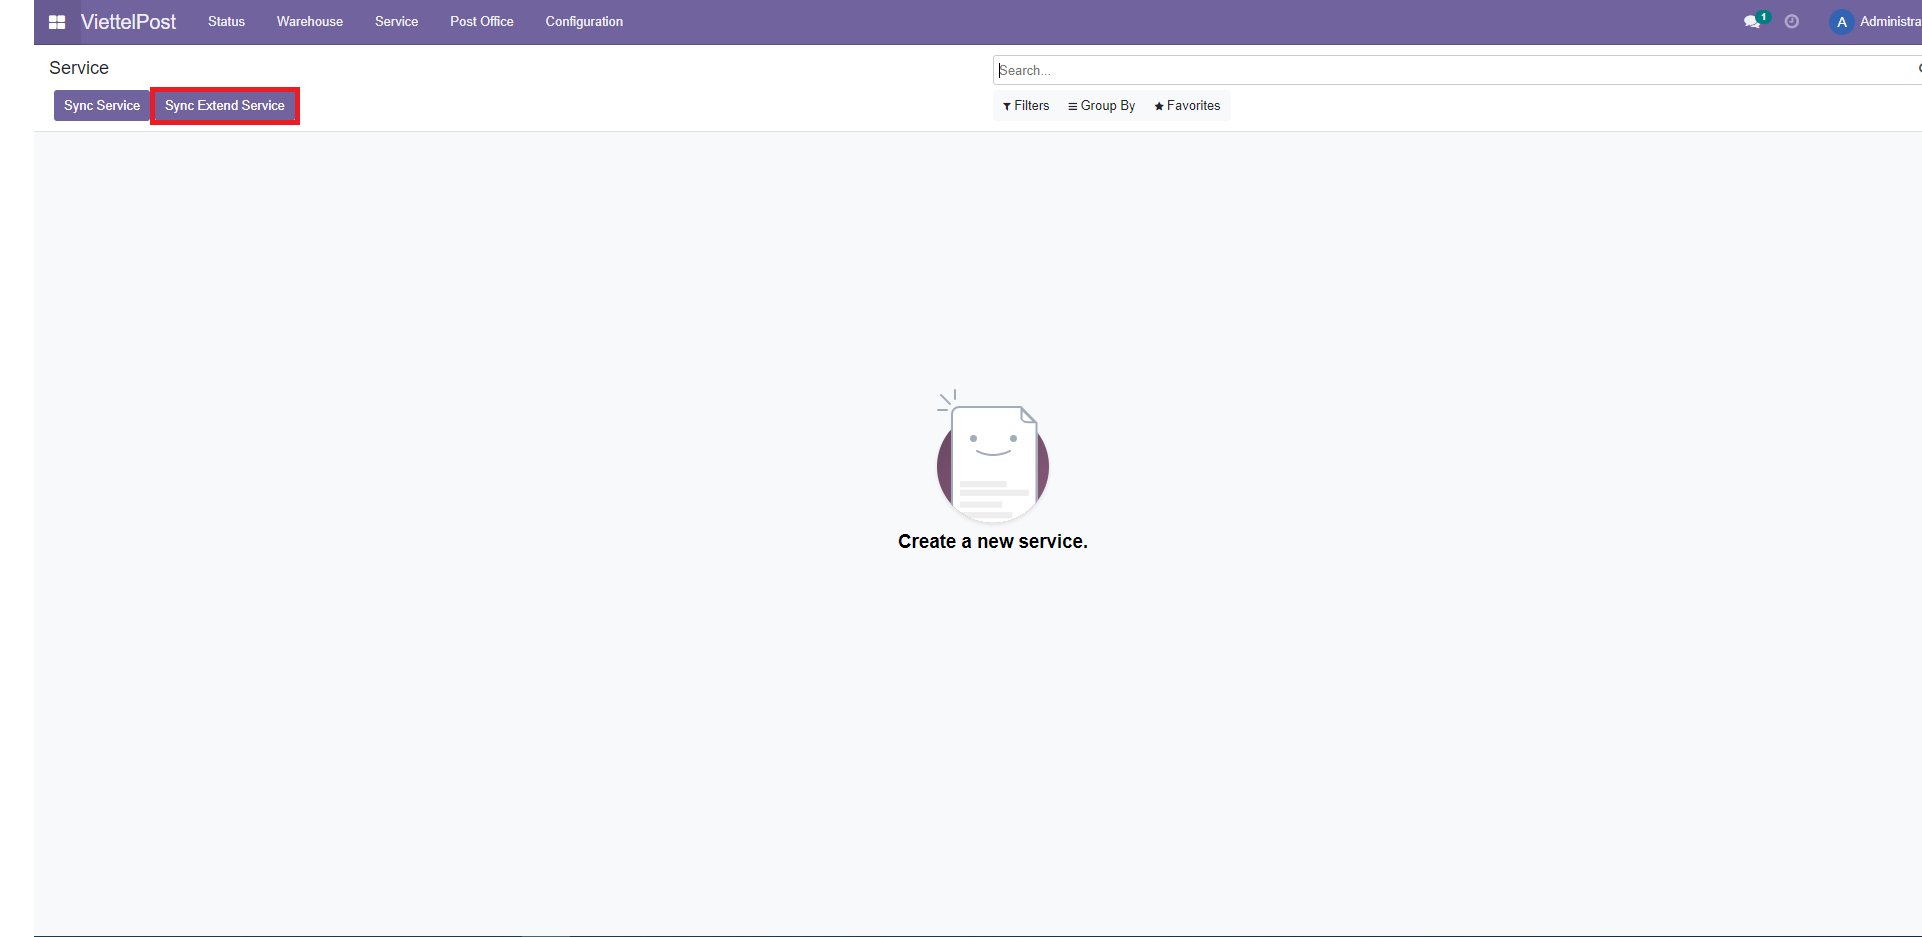 ViettelPost Status Warehouse Service Post Office Configuration 1 A Administra
Service
Search...
Sync Service Sync Extend Service
Filters Group By Favorites
Create a new service.